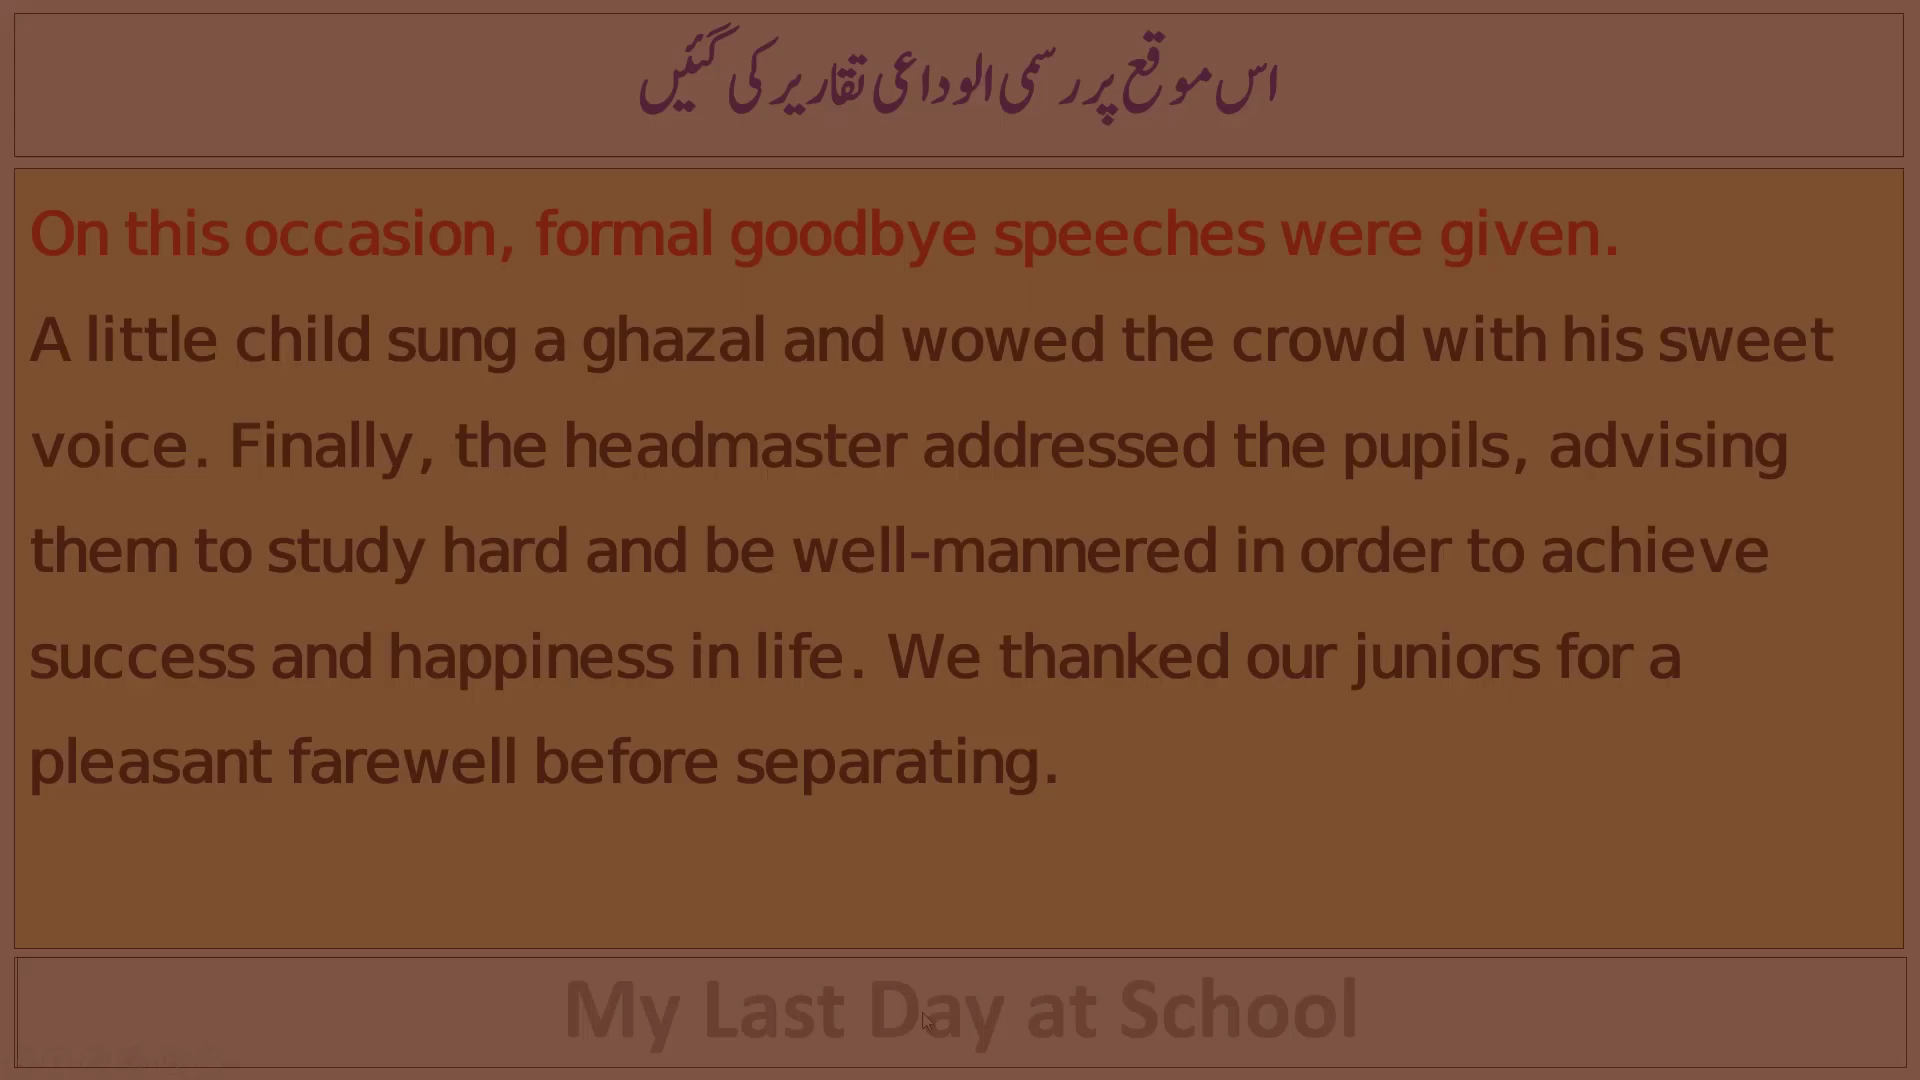 اس موقع پر رسمی الوداعی تقاریر کی گئیں
On this occasion, formal goodbye speeches were given.
A little child sung a ghazal and wowed the crowd with his sweet
voice. Finally, the headmaster addressed the pupils, advising
them to study hard and be well-mannered in order to achieve
success and happiness in life. We thanked our juniors for a
pleasant farewell before separating.
My Last Day at School